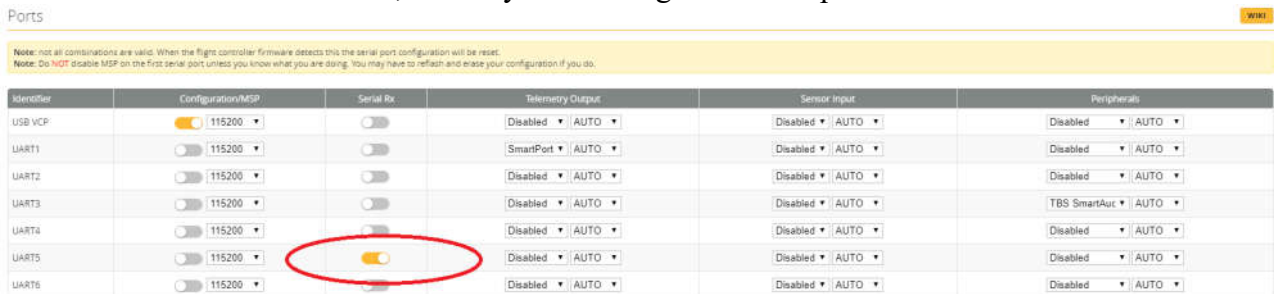 Ports
WIKI
Note: not all combinations are valid. When the flight controller firmware detects this the serial port configuration will be reset.
Note: Do NOT disable MSP on the first serial port unless you know what you are doing. You may have to reflash and erase your configuration if you do.
Identifier Configuration/MSP Serial Rx Telemetry Output Sensor Input Peripherals
USB VCP 115200 Disabled AUTO Disabled AUTO Disabled AUTO
UART1 115200 SmartPort AUTO Disabled AUTO Disabled AUTO
UART2 115200 Disabled AUTO Disabled AUTO Disabled AUTO
UART3 115200 Disabled AUTO Disabled AUTO TBS SmartAuc AUTO
UART4 115200 Disabled AUTO Disabled AUTO Disabled AUTO
UART5 115200 Disabled AUTO Disabled AUTO Disabled AUTO
UART6 115200 Disabled AUTO Disabled AUTO Disabled AUTO